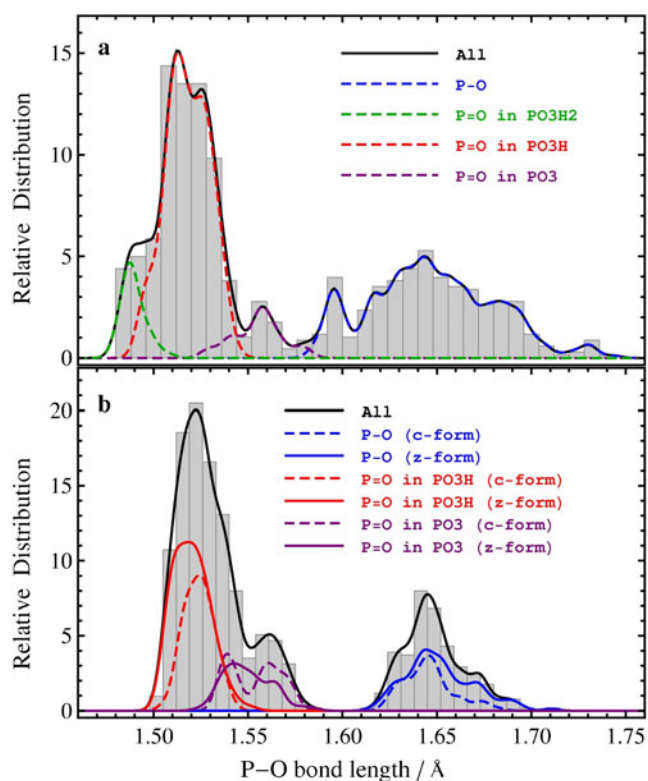 a
All
P-O
P=O in PO3H2
P=O in PO3H
P=O in PO3
Relative Distribution
15
10
5
0
b
All
P-O (c-form)
P-O (z-form)
P=O in PO3H (c-form)
P=O in PO3H (z-form)
P=O in PO3 (c-form)
P=O in PO3 (z-form)
Relative Distribution
20
15
10
5
0
1.50 1.55 1.60 1.65 1.70 1.75
P−O bond length / Å